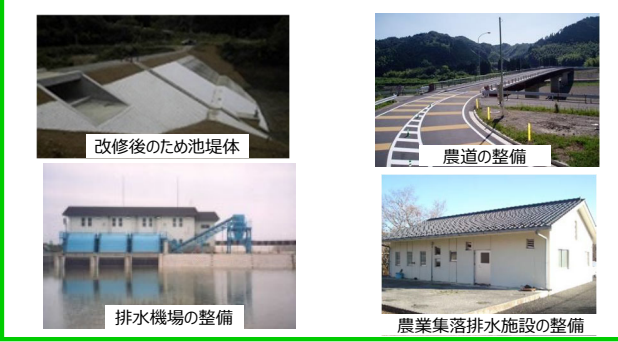 改修後のため池堤体
農道の整備
排水機場の整備
農業集落排水施設の整備